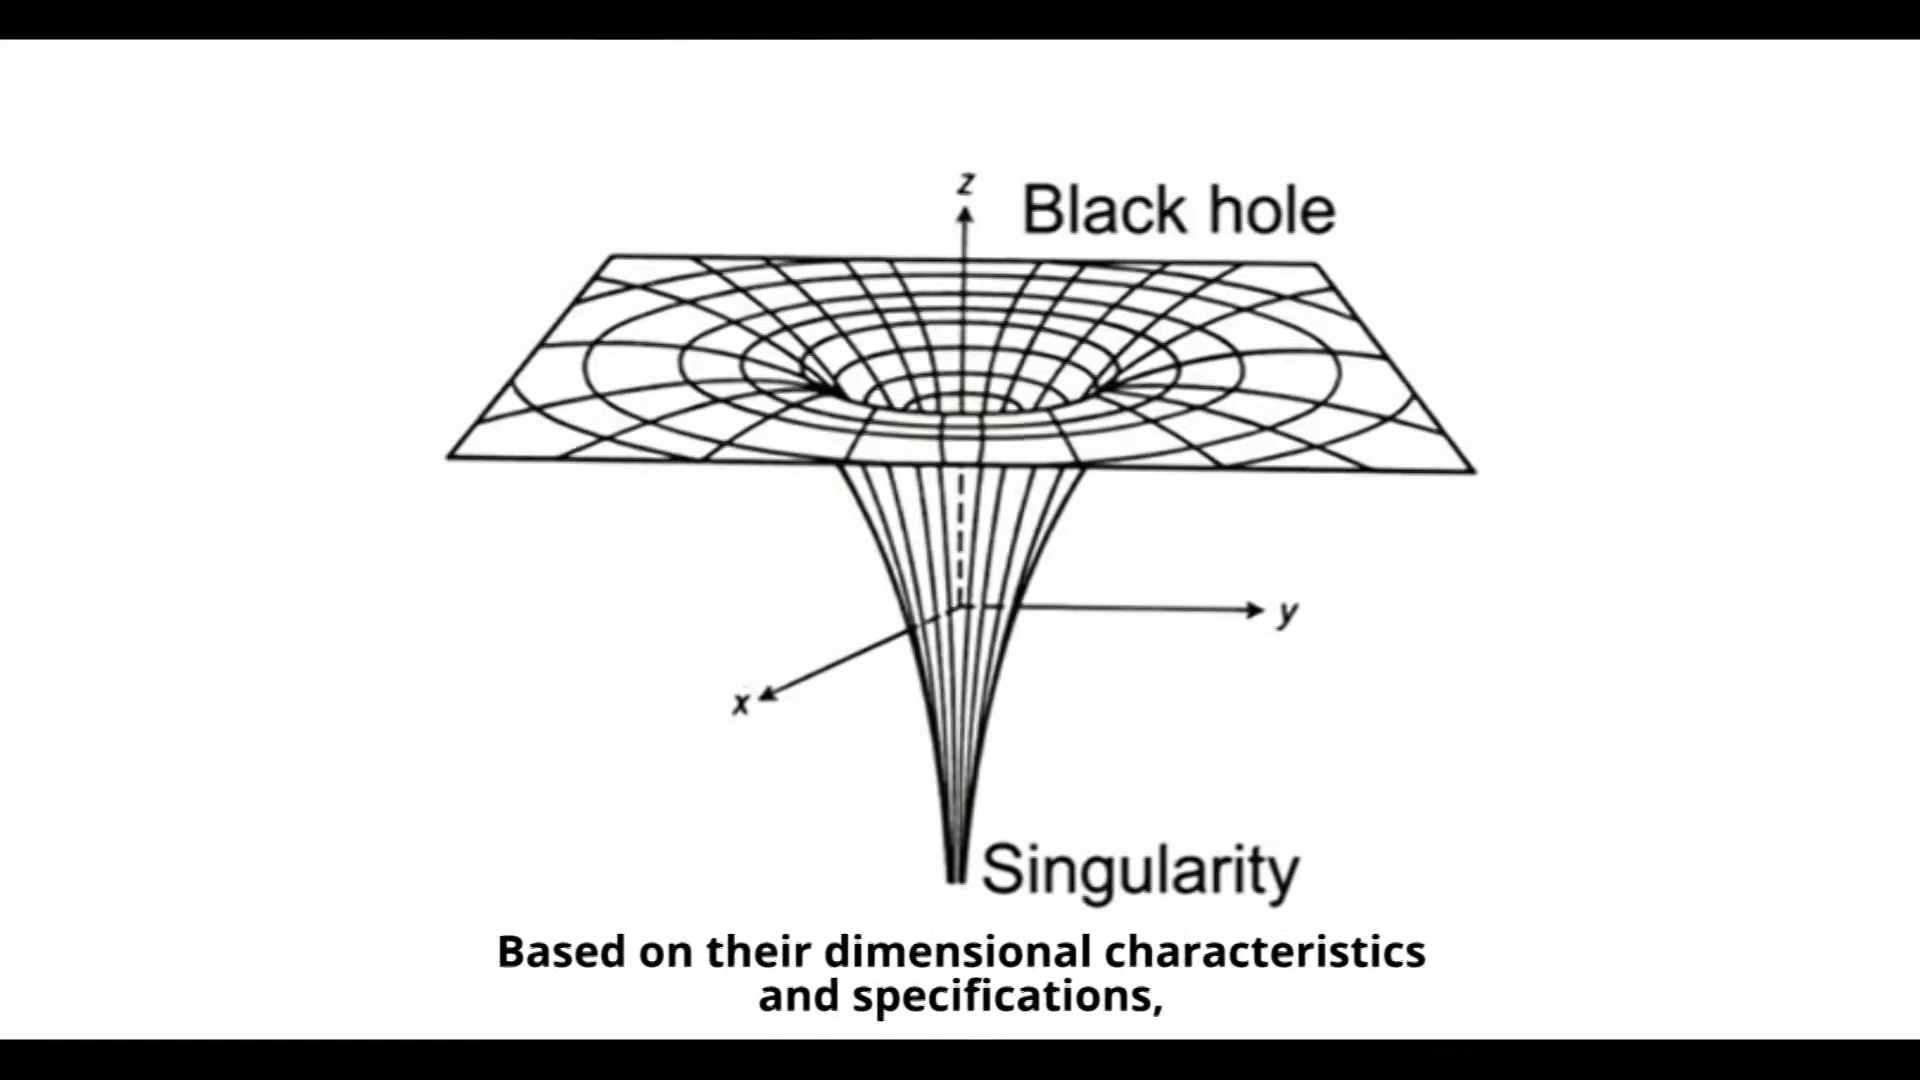 z
Black hole
y
x
Singularity
Based on their dimensional characteristics
and specifications,